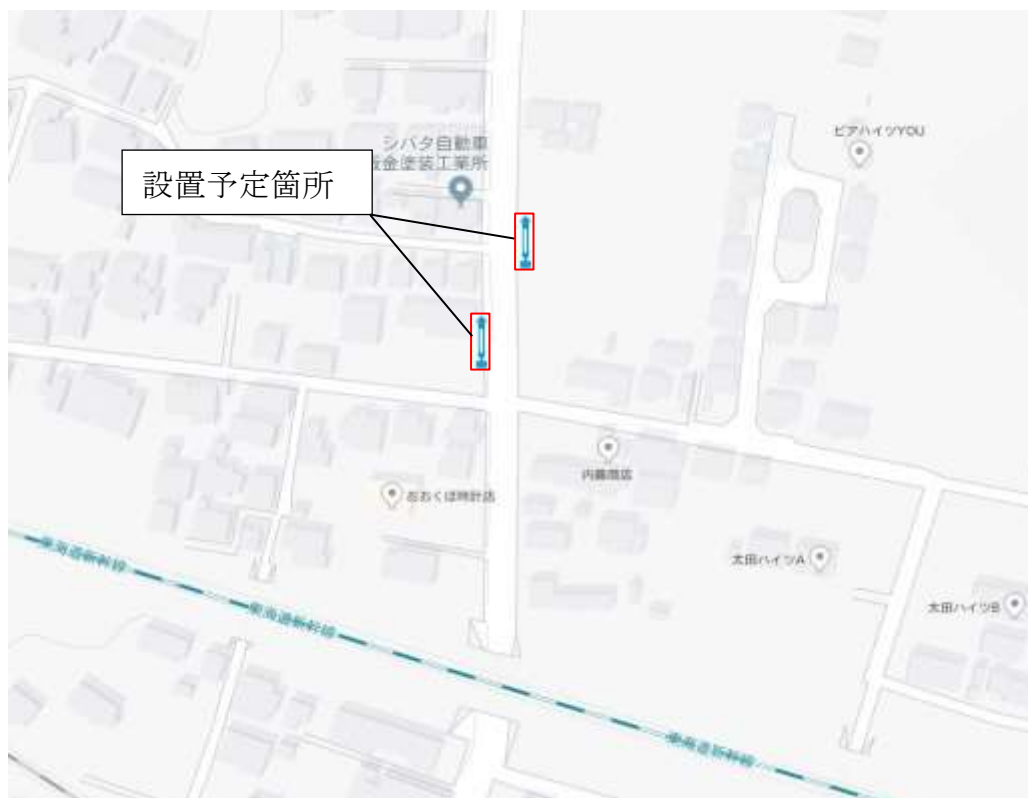 ピアハイツYOU
シバタ自動車
板金塗装工業所
設置予定箇所
内藤商店
おおくぼ時計店
東海道新幹線
太田ハイツA
東海道新幹線
太田ハイツB
東海道新幹線